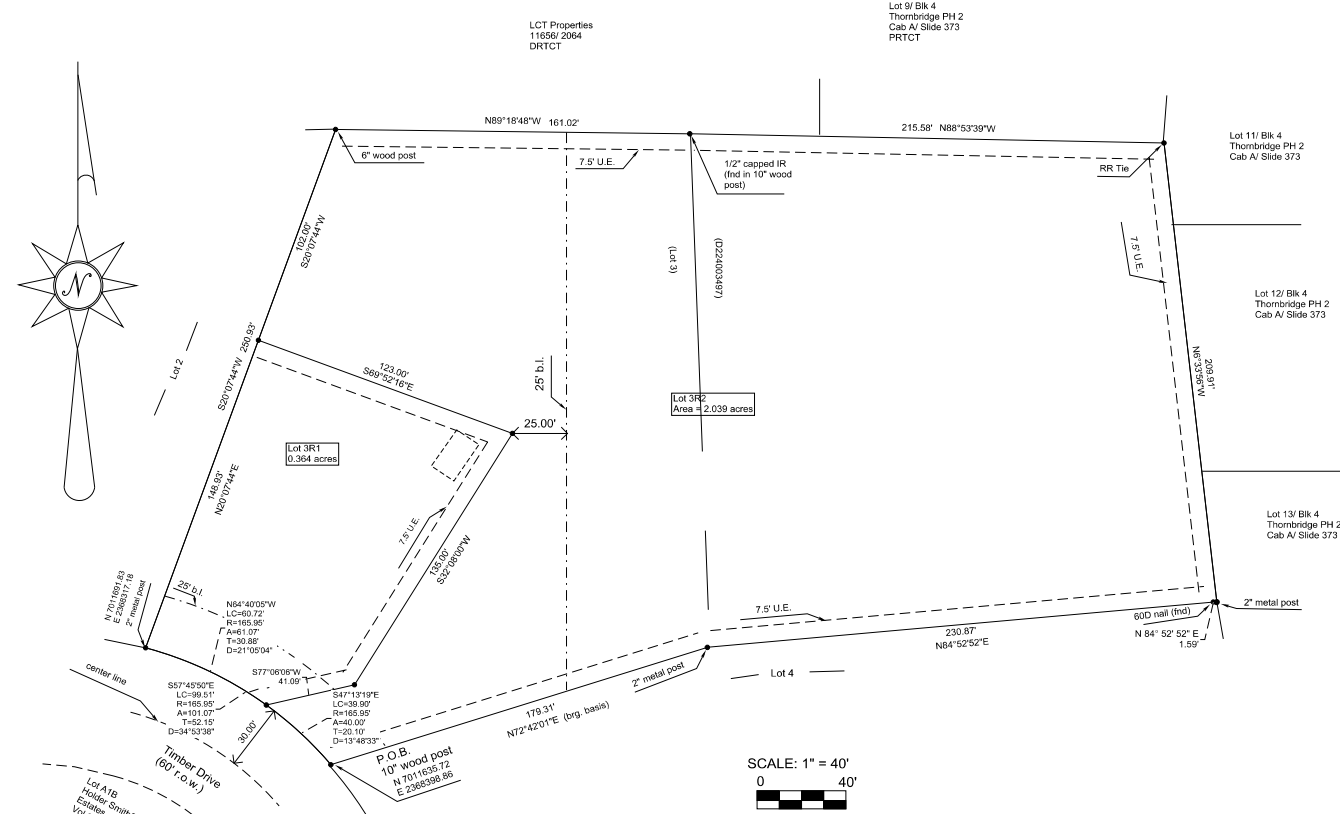 LCT Properties
11656/ 2064
DRTCT
Lot 9/ Blk 4
Thornbridge PH 2
Cab A/ Slide 373
PRTCT
N89°18'48"W 161.02'
215.58' N88°53'39"W
6" wood post
7.5' U.E.
1/2" capped IR
(fnd in 10" wood
post)
RR Tie
Lot 11/ Blk 4
Thornbridge PH 2
Cab A/ Slide 373
102.00'
S20°07'44"W
(Lot 3)
(D224003497)
7.5' U.E.
N
Lot 12/ Blk 4
Thornbridge PH 2
Cab A/ Slide 373
Lot 2
S20°07'44"W 250.93'
123.00'
S69°52'16"E
25' b.l.
209.91'
N6°33'56"W
Lot 3R2
Area = 2.039 acres
25.00'
Lot 3R1
0.364 acres
148.93'
N20°07'44"E
7.5' U.E.
135.00'
S32°08'00"W
Lot 13/ Blk 4
Thornbridge PH 2
Cab A/ Slide 373
N 7011691.83
E 2368317.18
2" metal post
25' b.l.
N64°40'05"W
LC=60.72'
R=165.95'
A=61.07'
T=30.88'
D=21°05'04"
7.5' U.E.
60D nail (fnd)
2" metal post
N 84° 52' 52" E
1.59'
230.87'
N84°52'52"E
2" metal post
Lot 4
center line
S77°06'06"W
41.09'
S57°45'50"E
LC=99.51'
R=165.95'
A=101.07'
T=52.15'
D=34°53'38"
S47°13'19"E
LC=39.90'
R=165.95'
A=40.00'
T=20.10'
D=13°48'33"
30.00'
179.31'
N72°42'01"E (brg. basis)
Timber Drive
(60' r.o.w.)
P.O.B.
10" wood post
N 7011635.72
E 2368398.86
SCALE: 1" = 40'
0 40'
Lot A1B
Holder Smith
Estates